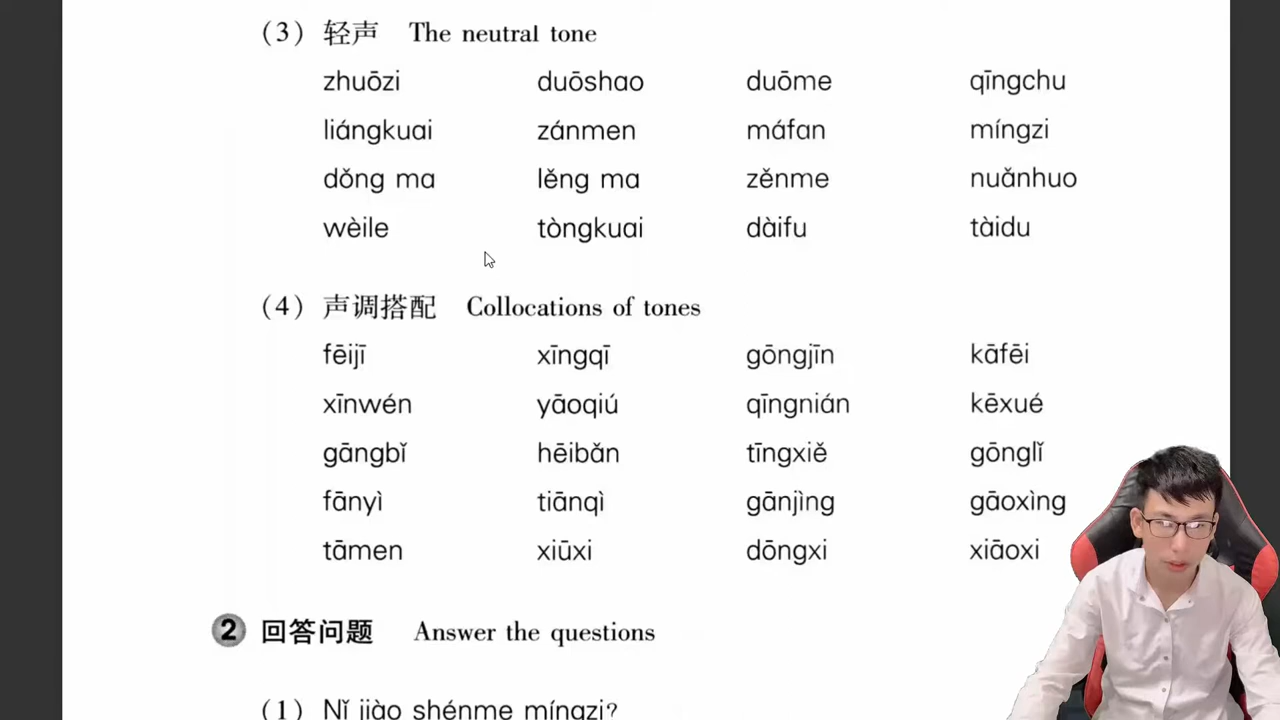 (3) 轻声 The neutral tone
zhuōzi duōshao duōme qīngchu
liángkuai zánmen máfan míngzi
dǒng ma lěng ma zěnme nuǎnhuo
wèile tòngkuai dàifu tàidu
(4) 声调搭配 Collocations of tones
fēijī xīngqī gōngjīn kāfēi
xīnwén yāoqiú qīngnián kēxué
gāngbǐ hēibǎn tīngxiě gōnglǐ
fānyì tiānqì gānjìng gāoxìng
tāmen xiūxi dōngxi xiāoxi
2 回答问题 Answer the questions
(1) Nǐ jiào shénme míngzi?